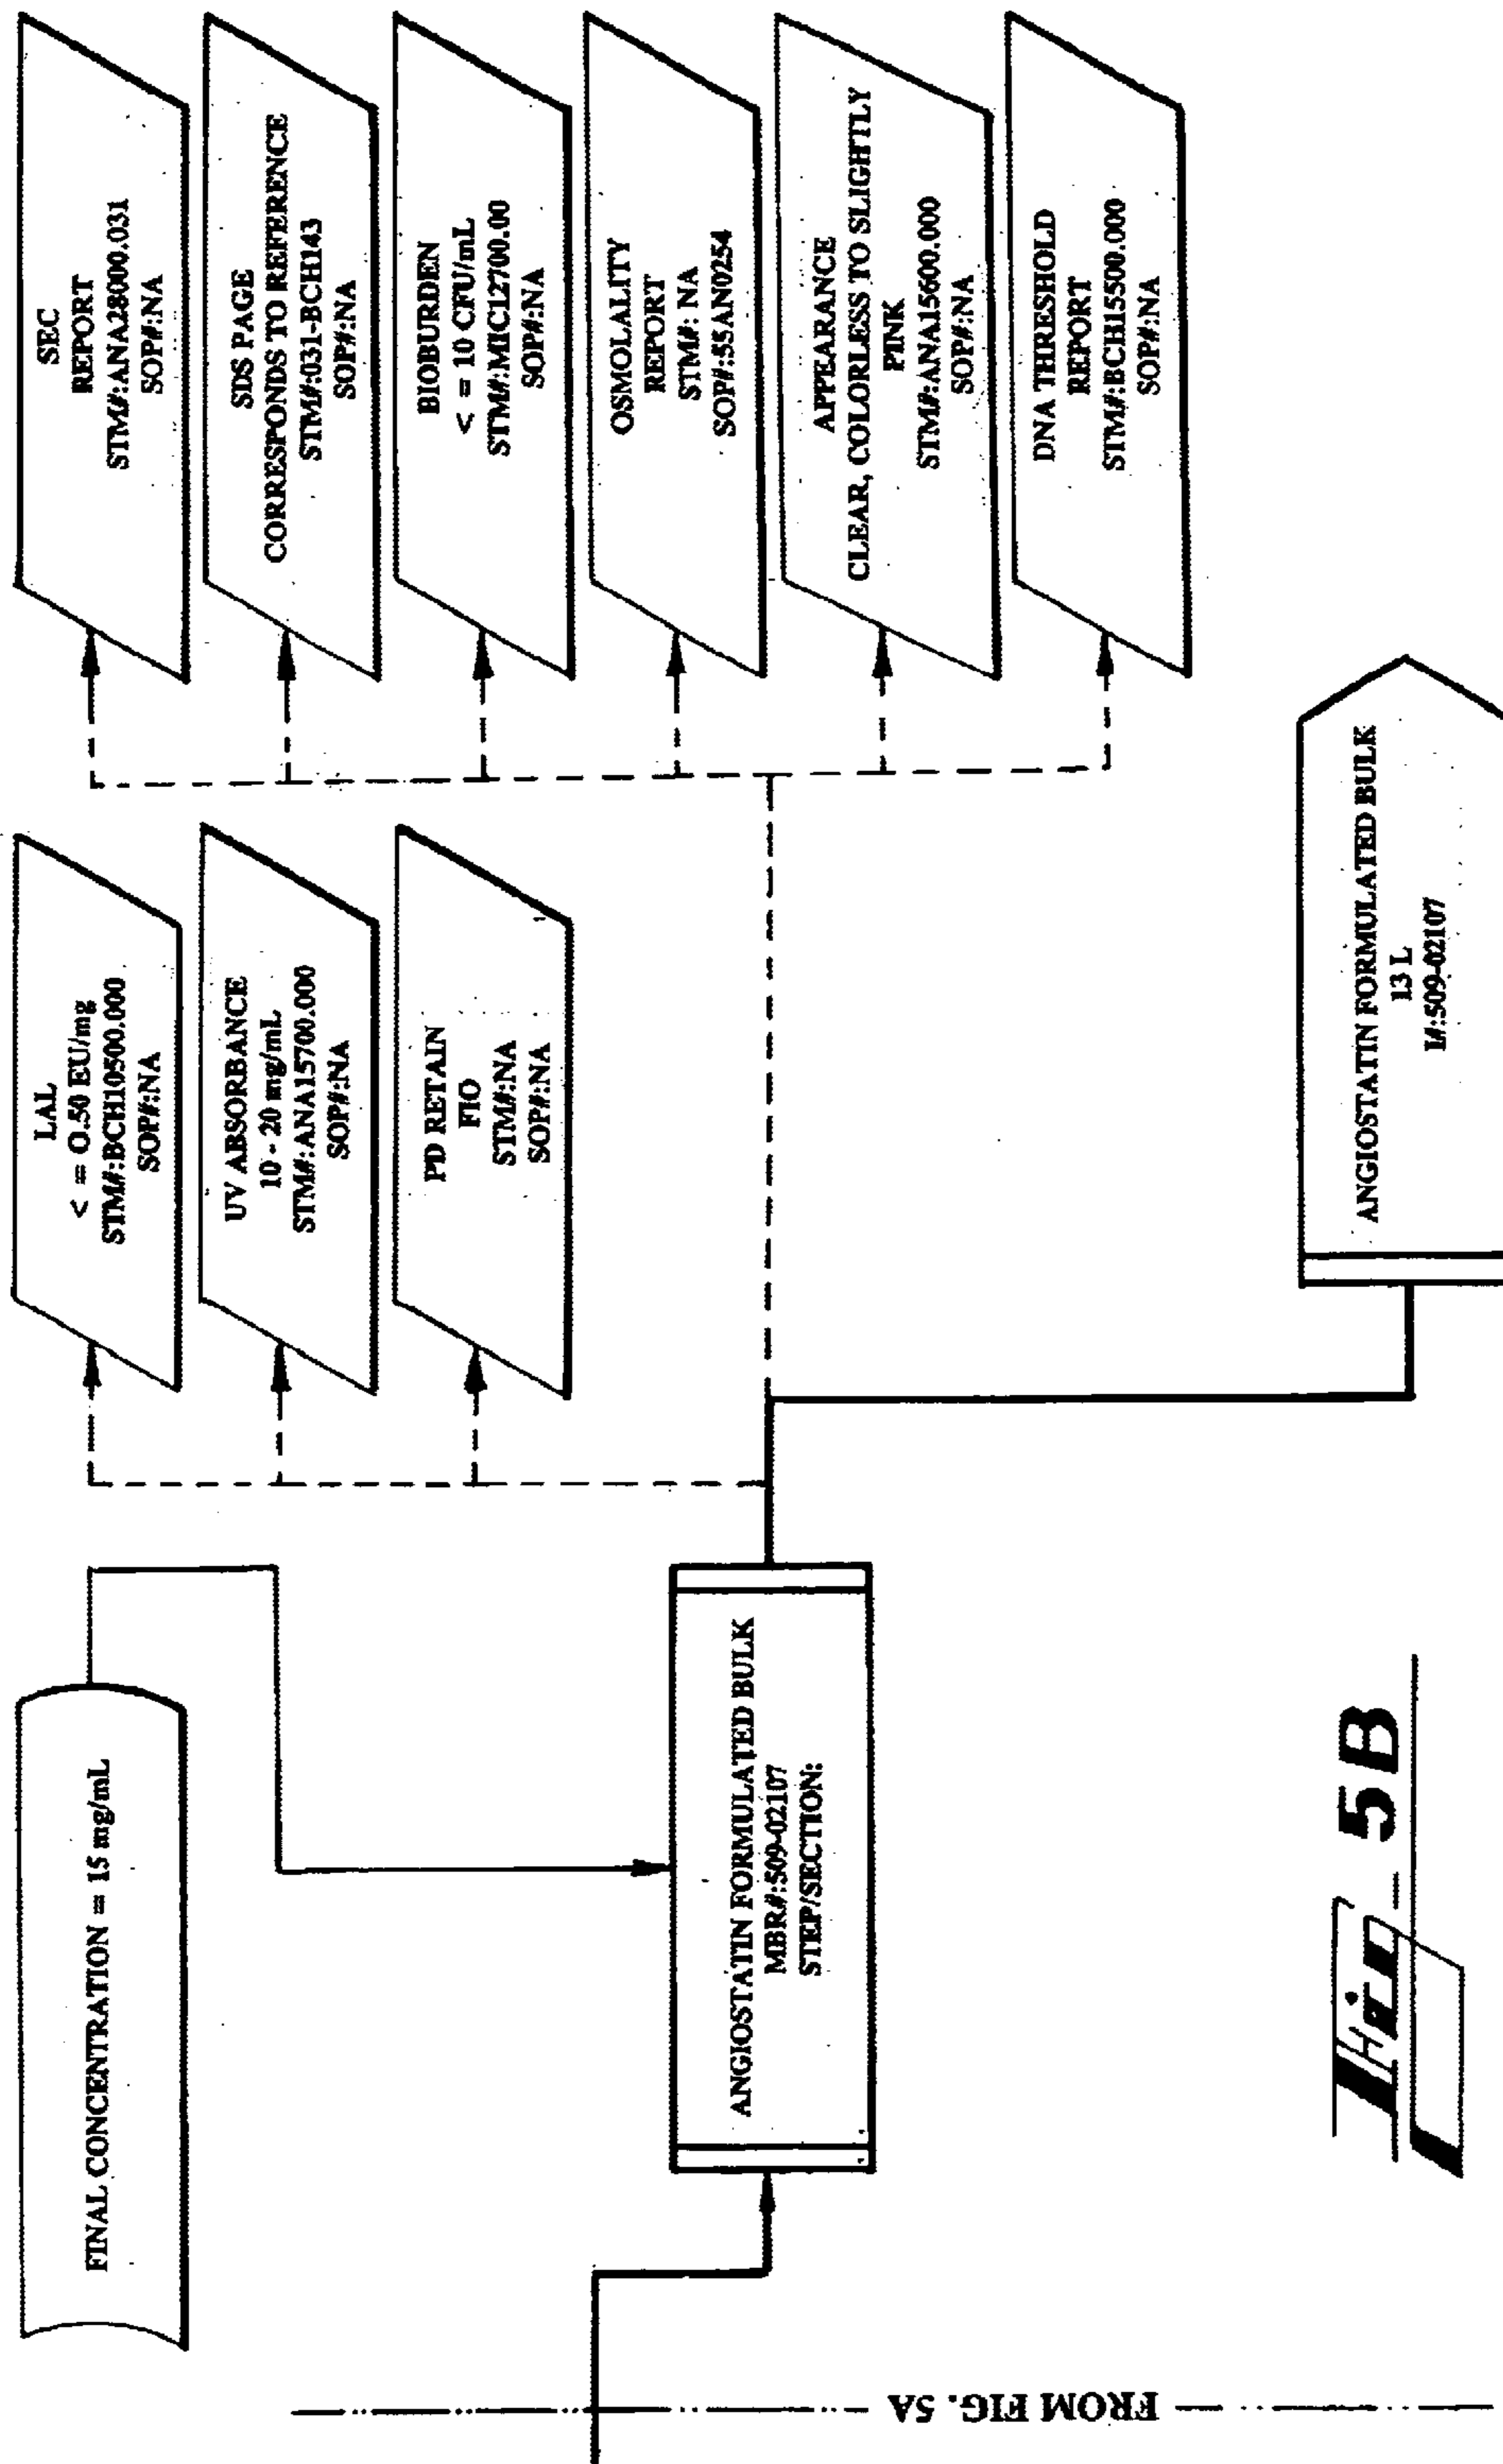 FROM FIG. 5A
FINAL CONCENTRATION = 15 mg/mL
ANGIOSTATIN FORMULATED BULK
MBR#:509-02107
STEP/SECTION:
LAL
< = O.50 EU/mg
STM#:BCH10500.000
SOP#:NA
UV ABSORBANCE
10 - 20 mg/mL
STM#:ANA15700.000
SOP#:NA
PD RETAIN
FIO
STM#:NA
SOP#:NA
SEC
REPORT
STM#:ANA28000.031
SOP#:NA
SDS PAGE
CORRESPONDS TO REFERENCE
STM#:031-BCH143
SOP#:NA
BIOBURDEN
< = 10 CFU/mL
STM#:MIC12700.00
SOP#:NA
OSMOLALITY
REPORT
STM#: NA
SOP#:55AN0254
APPEARANCE
CLEAR, COLORLESS TO SLIGHTLY
PINK
STM#:ANA15600.000
SOP#:NA
DNA THRESHOLD
REPORT
STM#:BCH15500.000
SOP#:NA
ANGIOSTATIN FORMULATED BULK
13 L
L#:509-02107
Fig 5B